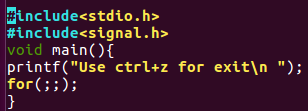 #include<stdio.h>
#include<signal.h>
void main(){
printf("Use ctrl+z for exit\n ");
for(;;);
}